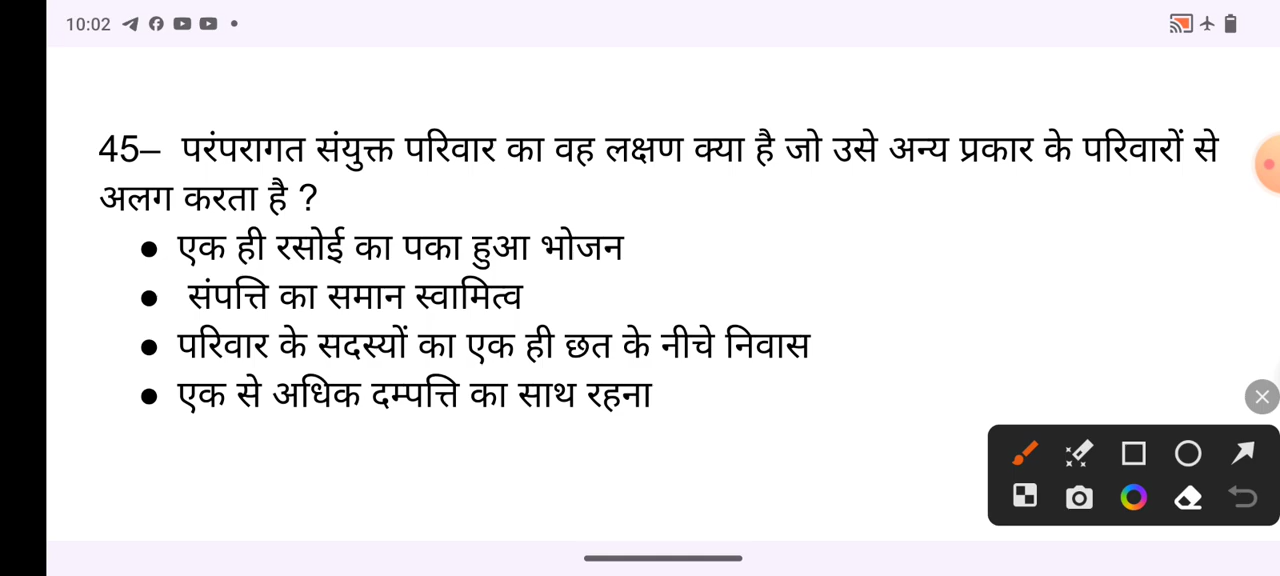 10:02
45– परंपरागत संयुक्त परिवार का वह लक्षण क्या है जो उसे अन्य प्रकार के परिवारों से
अलग करता है ?
● एक ही रसोई का पका हुआ भोजन
● संपत्ति का समान स्वामित्व
● परिवार के सदस्यों का एक ही छत के नीचे निवास
● एक से अधिक दम्पत्ति का साथ रहना